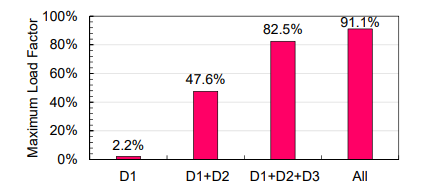 Maximum Load Factor
100%
80%
60%
40%
20%
0%
2.2%
47.6%
82.5%
91.1%
D1
D1+D2
D1+D2+D3
All